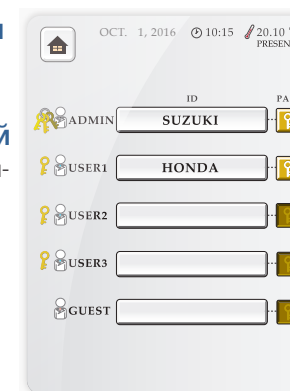 й
OCT. 1, 2016 10:15 20.10
PRESEN
ID PA
ADMIN SUZUKI
USER1 HONDA
USER2
USER3
GUEST